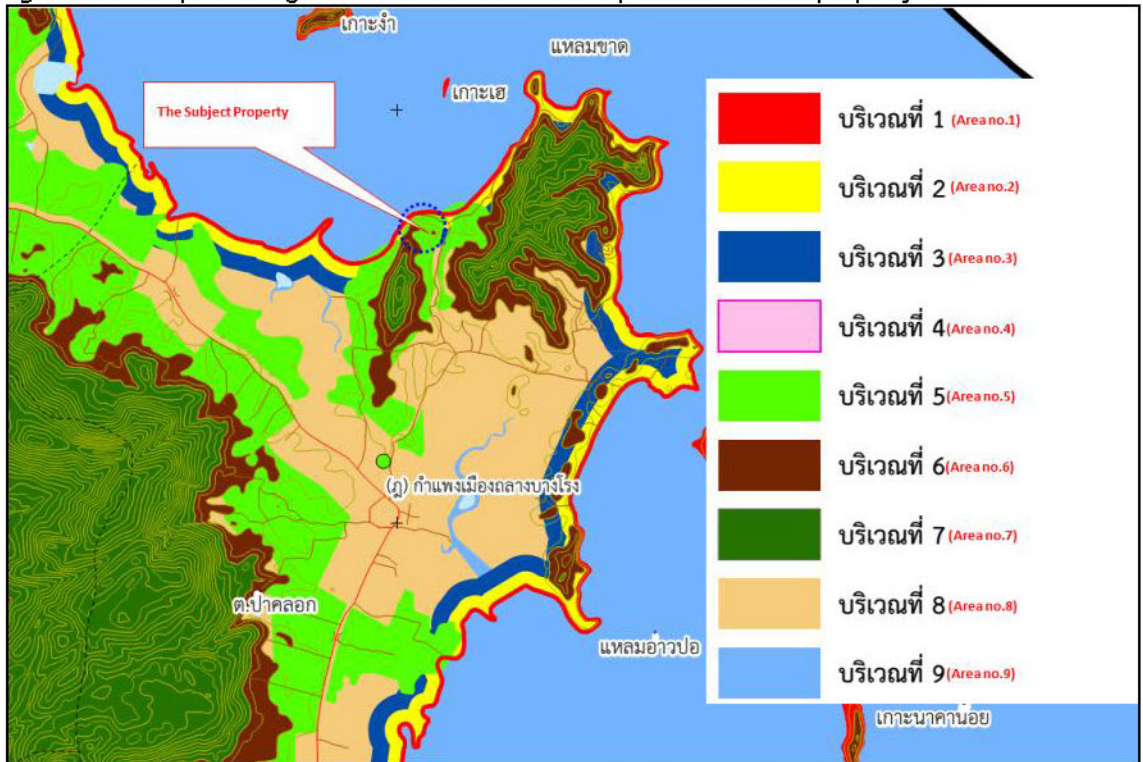 เกาะงำ
แหลมขาด
เกาะเฮ
The Subject Property
บริเวณที่ 1 (Area no.1)
บริเวณที่ 2 (Area no.2)
บริเวณที่ 3 (Area no.3)
บริเวณที่ 4 (Area no.4)
บริเวณที่ 5 (Area no.5)
บริเวณที่ 6 (Area no.6)
บริเวณที่ 7 (Area no.7)
บริเวณที่ 8 (Area no.8)
บริเวณที่ 9 (Area no.9)
(ฎ) กำแพงเมืองถลางบางโรง
ต.ป่าคลอก
แหลมอ่าวปอ
เกาะนาคาน้อย